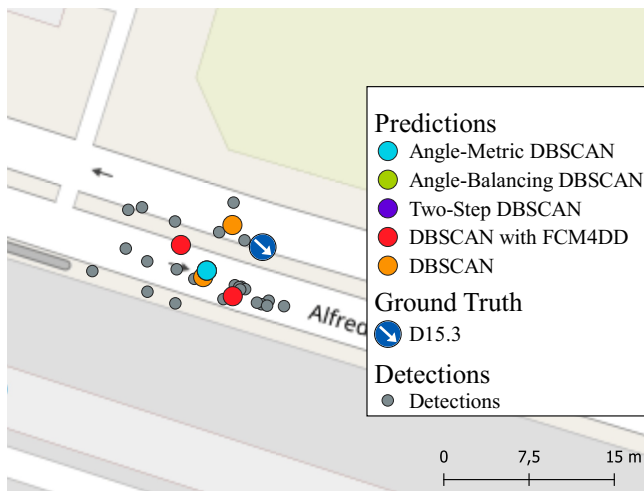 Predictions
Angle-Metric DBSCAN
Angle-Balancing DBSCAN
Two-Step DBSCAN
DBSCAN with FCM4DD
DBSCAN
Ground Truth
D15.3
Detections
Detections
Alfred
0 7,5 15 m